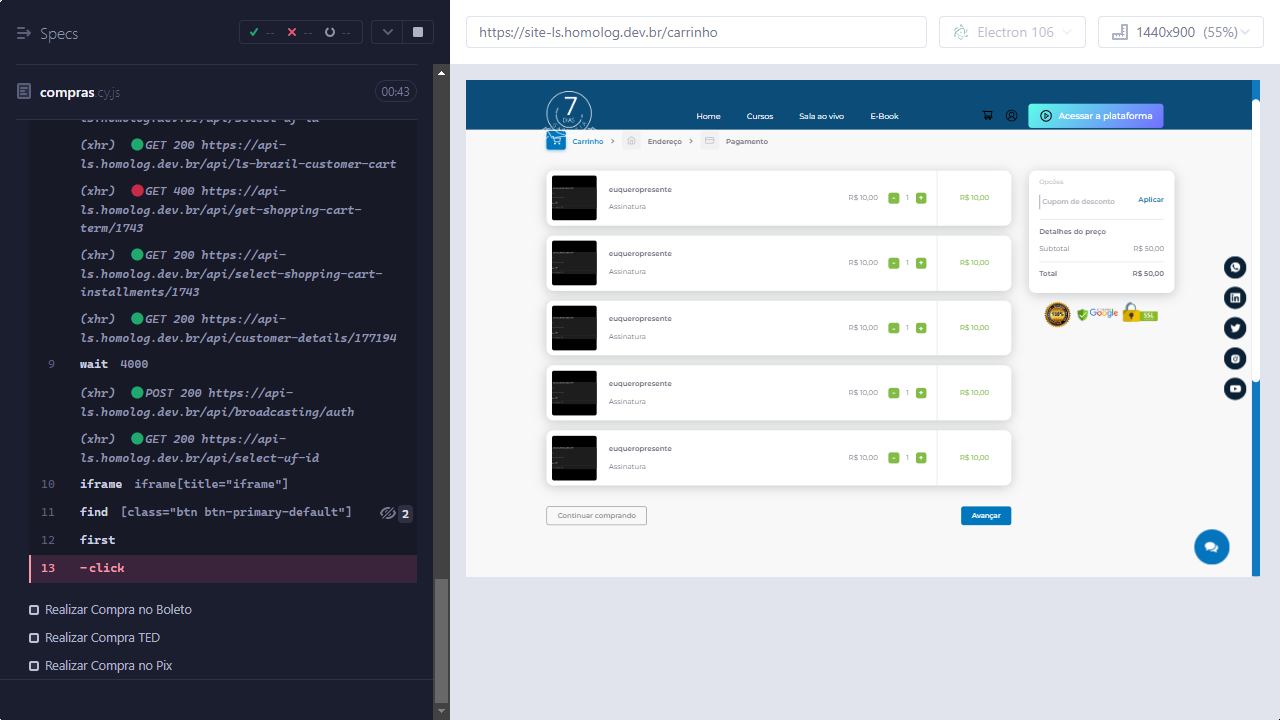 Specs
--
--
--
compras cy.js
00:43
ls.homolog.dev.br/api/select-uf-id
(xhr) GET 200 https://api-
ls.homolog.dev.br/api/ls-brazil-customer-cart
(xhr) GET 400 https://api-
ls.homolog.dev.br/api/get-shopping-cart-
term/1743
(xhr) GET 200 https://api-
ls.homolog.dev.br/api/select-shopping-cart-
installments/1743
(xhr) GET 200 https://api-
ls.homolog.dev.br/api/customer-details/177194
9 wait 4000
(xhr) POST 200 https://api-
ls.homolog.dev.br/api/broadcasting/auth
(xhr) GET 200 https://api-
ls.homolog.dev.br/api/select-uf-id
10 iframe iframe[title="iframe"]
11 find [class="btn btn-primary-default"] 2
12 first
13 -click
Realizar Compra no Boleto
Realizar Compra TED
Realizar Compra no Pix
https://site-ls.homolog.dev.br/carrinho
Electron 106
1440x900 (55%)
7
DIAS
Home Cursos Sala ao vivo E-Book
Acessar a plataforma
Carrinho > Endereço > Pagamento
euqueropresente
Assinatura
R$ 10,00 - 1 + R$ 10,00
euqueropresente
Assinatura
R$ 10,00 - 1 + R$ 10,00
euqueropresente
Assinatura
R$ 10,00 - 1 + R$ 10,00
euqueropresente
Assinatura
R$ 10,00 - 1 + R$ 10,00
euqueropresente
Assinatura
R$ 10,00 - 1 + R$ 10,00
Continuar comprando
Avançar
Opções
Cupom de desconto Aplicar
Detalhes do preço
Subtotal R$ 50,00
Total R$ 50,00
100%
Google
SSL